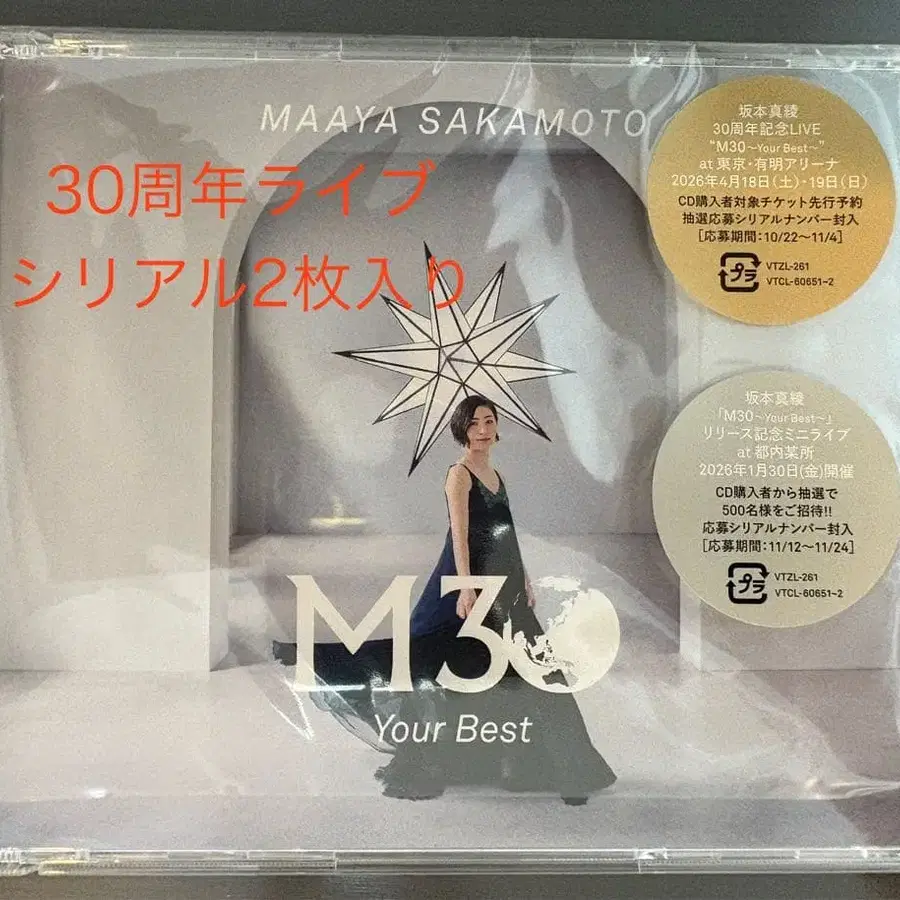 MAAYA SAKAMOTO
30周年ライブ
シリアル2枚入り
坂本真綾
30周年記念LIVE
“M30～Your Best～”
at 東京・有明アリーナ
2026年4月18日(土)・19日(日)
CD購入者対象チケット先行予約
抽選応募シリアルナンバー封入
[応募期間：10/22～11/4]
プラ
VTZL-261
VTCL-60651~2
坂本真綾
「M30～Your Best～」
リリース記念ミニライブ
at 都内某所
2026年1月30日(金)開催
CD購入者から抽選で
500名様をご招待!!
応募シリアルナンバー封入
[応募期間：11/12～11/24]
プラ
VTZL-261
VTCL-60651~2
M30
Your Best